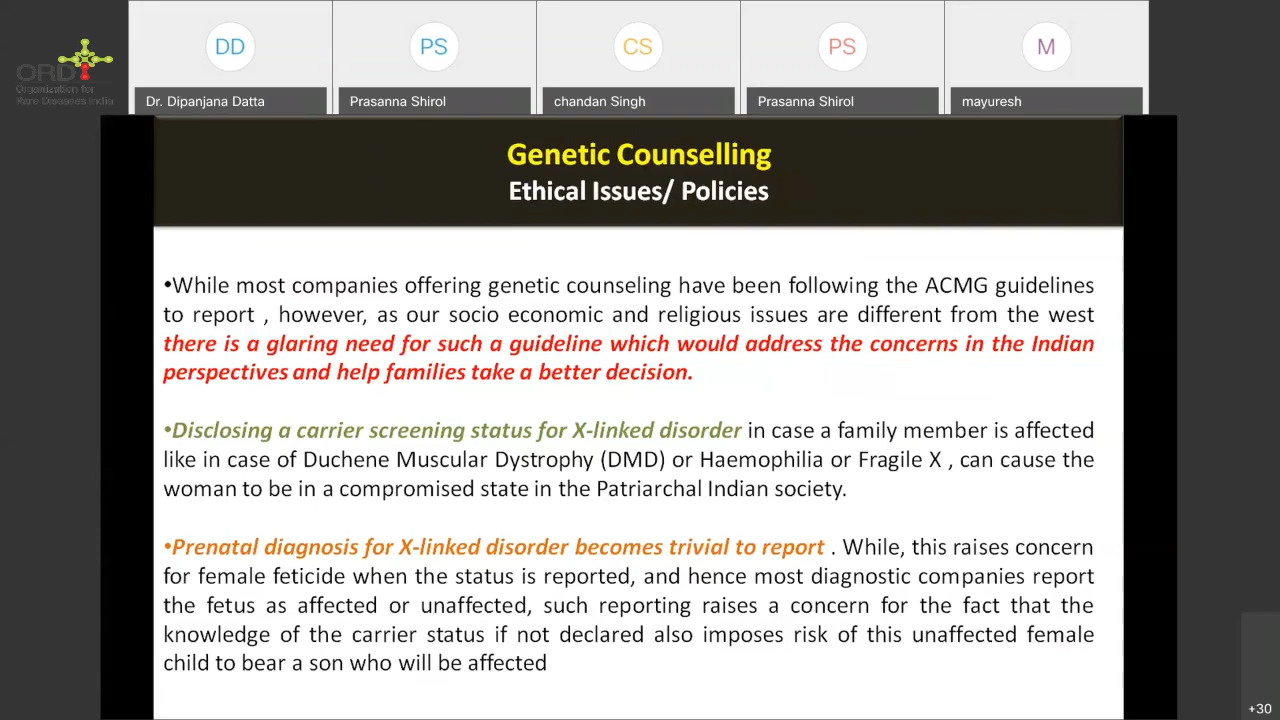 DD
PS
CS
PS
M
ORDI
Organization for
Rare Diseases India
Dr. Dipanjana Datta
Prasanna Shirol
chandan Singh
Prasanna Shirol
mayuresh
Genetic Counselling
Ethical Issues/ Policies
•While most companies offering genetic counseling have been following the ACMG guidelines
to report , however, as our socio economic and religious issues are different from the west
there is a glaring need for such a guideline which would address the concerns in the Indian
perspectives and help families take a better decision.
•Disclosing a carrier screening status for X-linked disorder in case a family member is affected
like in case of Duchene Muscular Dystrophy (DMD) or Haemophilia or Fragile X , can cause the
woman to be in a compromised state in the Patriarchal Indian society.
•Prenatal diagnosis for X-linked disorder becomes trivial to report . While, this raises concern
for female feticide when the status is reported, and hence most diagnostic companies report
the fetus as affected or unaffected, such reporting raises a concern for the fact that the
knowledge of the carrier status if not declared also imposes risk of this unaffected female
child to bear a son who will be affected
+30